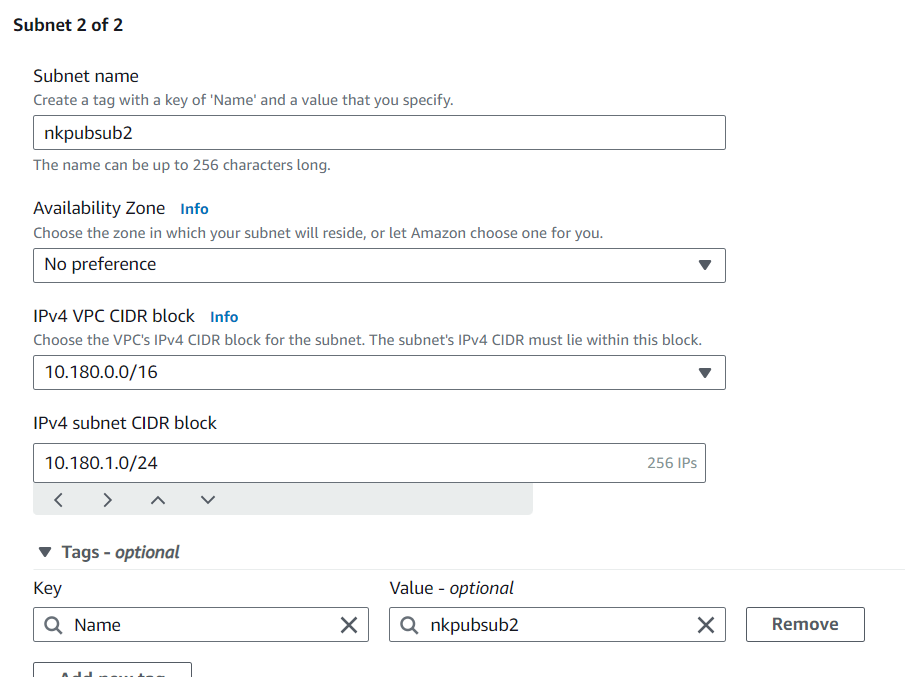 Subnet 2 of 2
Subnet name
Create a tag with a key of 'Name' and a value that you specify.
nkpubsub2
The name can be up to 256 characters long.
Availability Zone Info
Choose the zone in which your subnet will reside, or let Amazon choose one for you.
No preference
IPv4 VPC CIDR block Info
Choose the VPC's IPv4 CIDR block for the subnet. The subnet's IPv4 CIDR must lie within this block.
10.180.0.0/16
IPv4 subnet CIDR block
10.180.1.0/24 256 IPs
Tags - optional
Key Value - optional
Name nkpubsub2 Remove
Add new tag